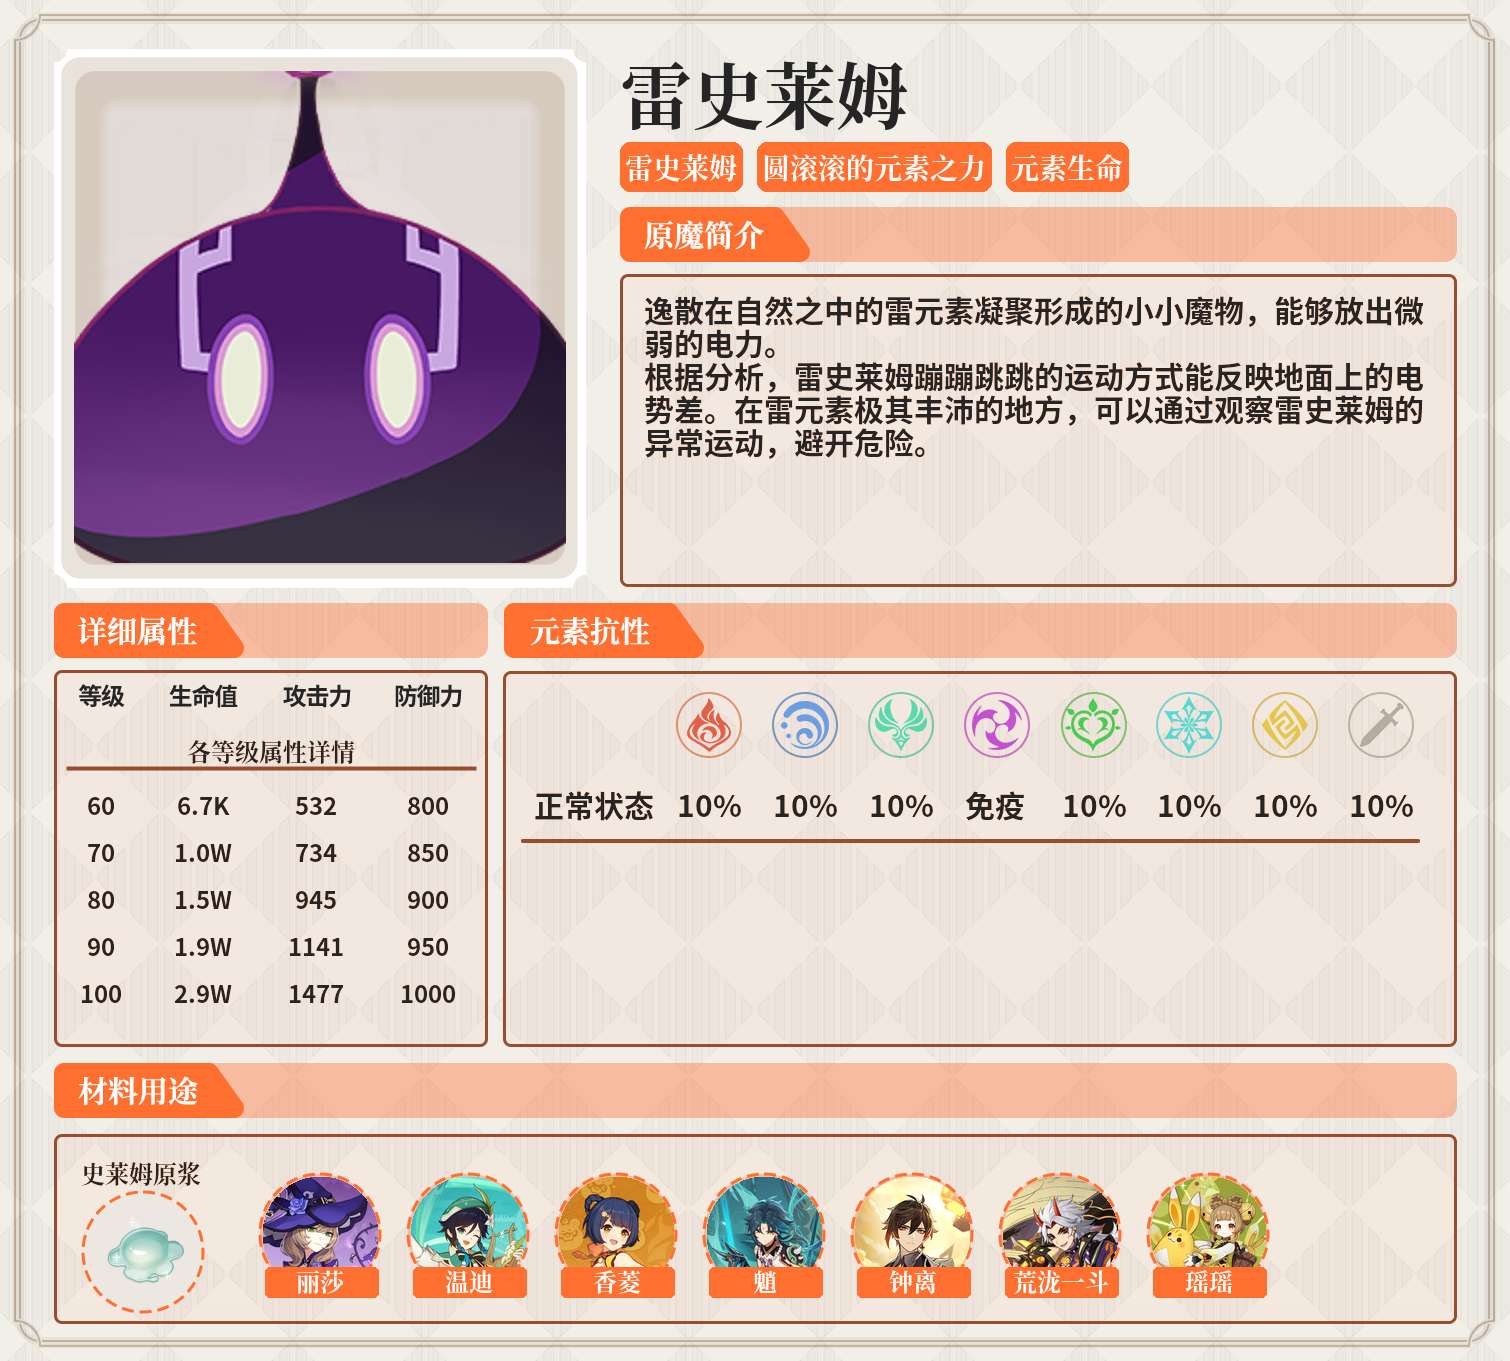 雷史莱姆
雷史莱姆 圆滚滚的元素之力 元素生命
原魔简介
逸散在自然之中的雷元素凝聚形成的小小魔物，能够放出微
弱的电力。
根据分析，雷史莱姆蹦蹦跳跳的运动方式能反映地面上的电
势差。在雷元素极其丰沛的地方，可以通过观察雷史莱姆的
异常运动，避开危险。
详细属性
等级 生命值 攻击力 防御力
各等级属性详情
60 6.7K 532 800
70 1.0W 734 850
80 1.5W 945 900
90 1.9W 1141 950
100 2.9W 1477 1000
元素抗性
正常状态 10% 10% 10% 免疫 10% 10% 10% 10%
材料用途
史莱姆原浆
丽莎 温迪 香菱 魈 钟离 荒泷一斗 瑶瑶